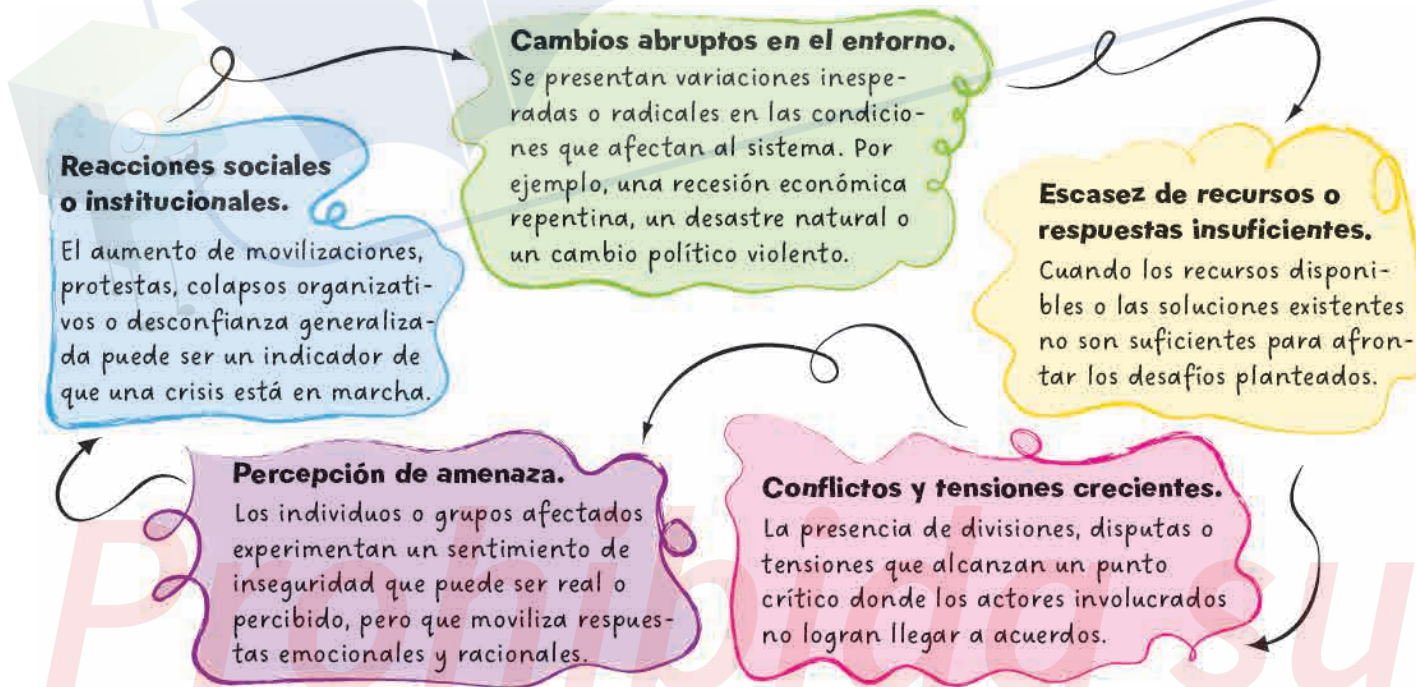 Cambios abruptos en el entorno.
Se presentan variaciones inespe-
radas o radicales en las condicio-
nes que afectan al sistema. Por
ejemplo, una recesión económica
repentina, un desastre natural o
un cambio político violento.
Escasez de recursos o
respuestas insuficientes.
Cuando los recursos disponi-
bles o las soluciones existentes
no son suficientes para afron-
tar los desafíos planteados.
Conflictos y tensiones crecientes.
La presencia de divisiones, disputas o
tensiones que alcanzan un punto
crítico donde los actores involucrados
no logran llegar a acuerdos.
Percepción de amenaza.
Los individuos o grupos afectados
experimentan un sentimiento de
inseguridad que puede ser real o
percibido, pero que moviliza respues-
tas emocionales y racionales.
Reacciones sociales
o institucionales.
El aumento de movilizaciones,
protestas, colapsos organizati-
vos o desconfianza generaliza-
da puede ser un indicador de
que una crisis está en marcha.
Prohibida su